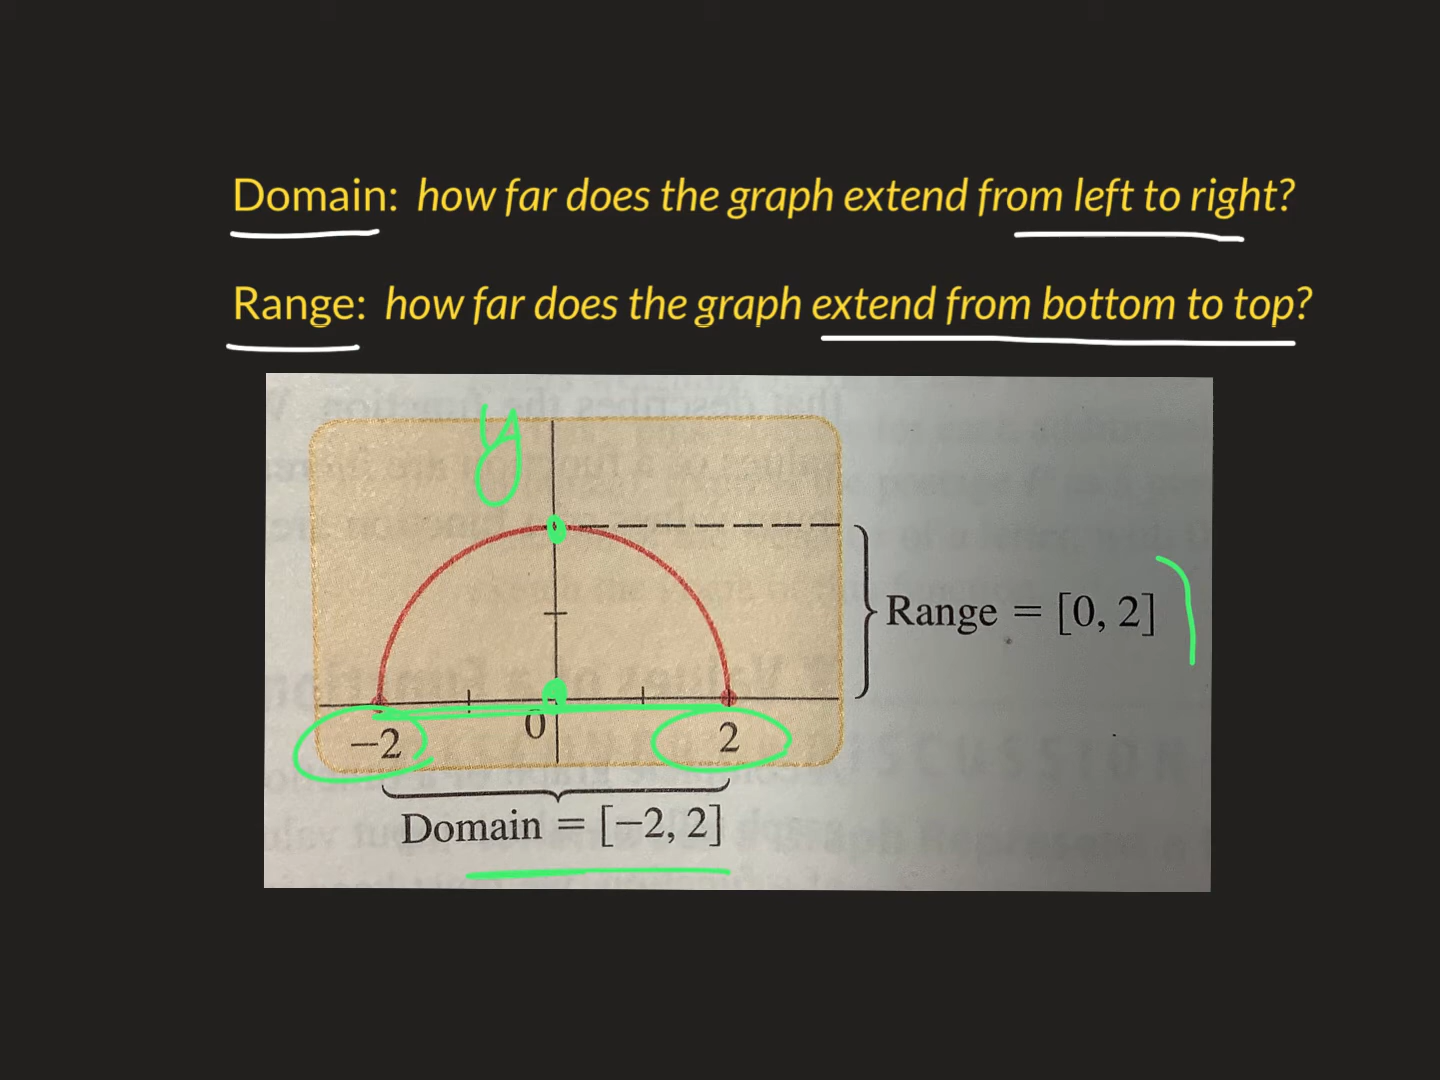 Domain: how far does the graph extend from left to right?
Range: how far does the graph extend from bottom to top?
y
Range = [0, 2]
−2
0
2
Domain = [−2, 2]